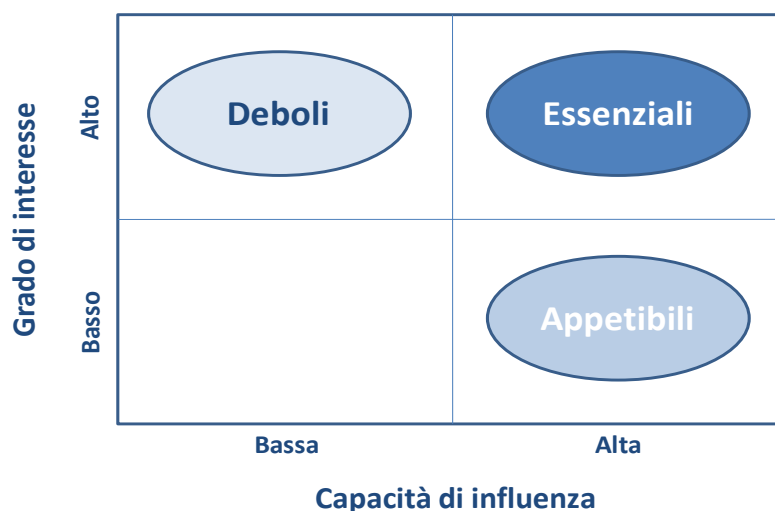 Grado di interesse
Alto
Deboli
Essenziali
Basso
Appetibili
Bassa
Alta
Capacità di influenza